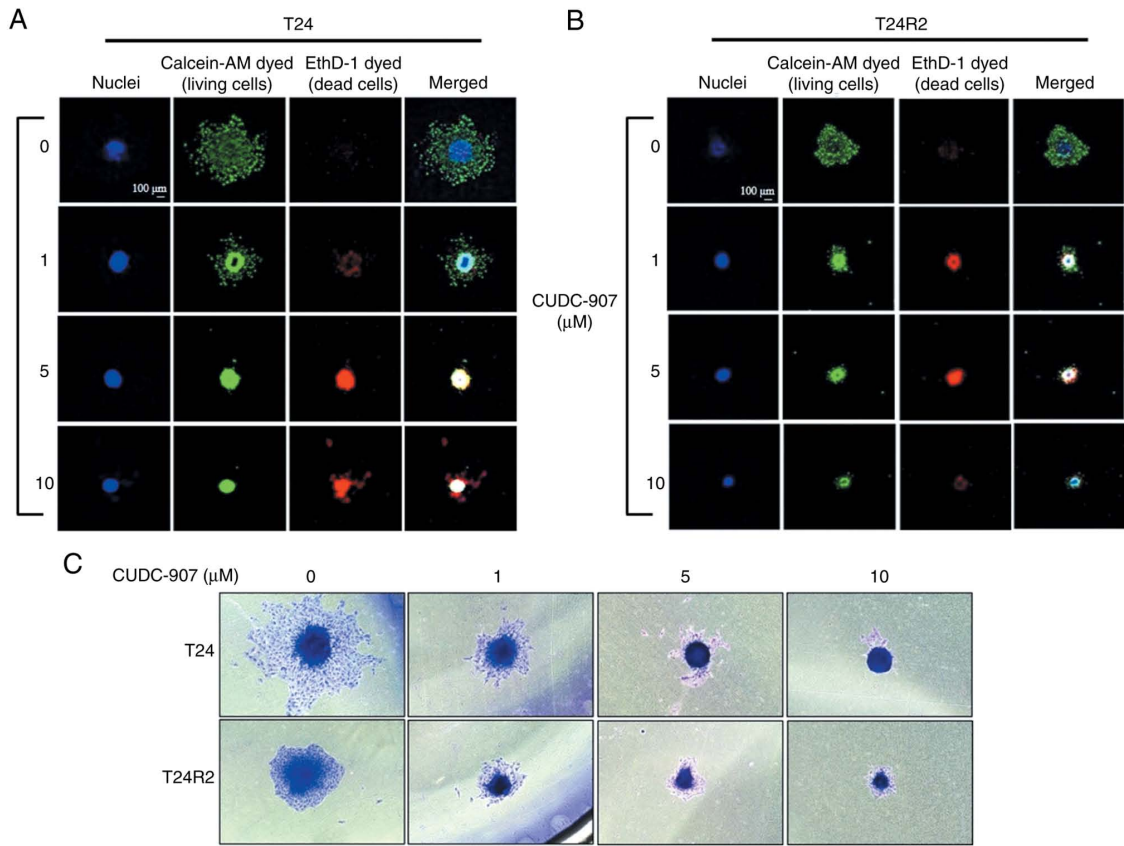 A
T24
Nuclei
Calcein-AM dyed
(living cells)
EthD-1 dyed
(dead cells)
Merged
0
100 μm
1
5
10
B
T24R2
Nuclei
Calcein-AM dyed
(living cells)
EthD-1 dyed
(dead cells)
Merged
CUDC-907
(μM)
0
100 μm
1
5
10
C
CUDC-907 (μM)
0
1
5
10
T24
T24R2